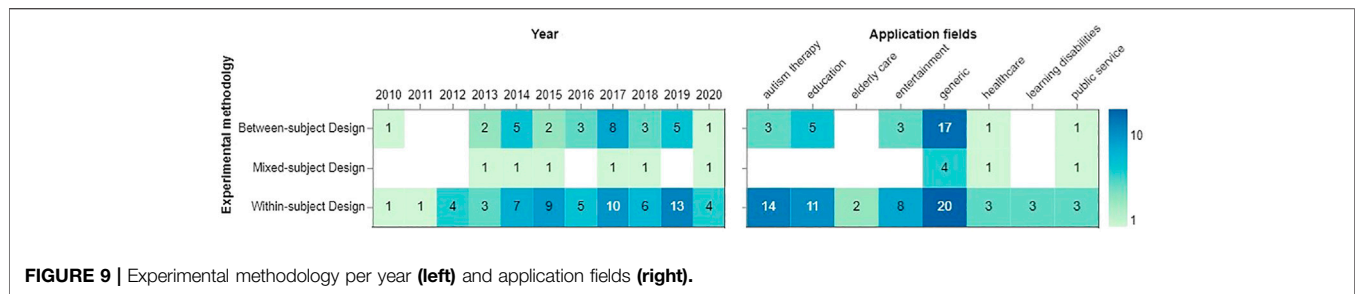 Year
Application fields
autism therapy
education
elderly care
entertainment
generic
healthcare
learning disabilities
public service
Experimental methodolgy
2010 2011 2012 2013 2014 2015 2016 2017 2018 2019 2020
Between-subject Design 1 2 5 2 3 8 3 5 1 3 5 3 17 1 1
Mixed-subject Design 1 1 1 1 1 1 4 1 1
Within-subject Design 1 1 4 3 7 9 5 10 6 13 4 14 11 2 8 20 3 3 3
10
1
FIGURE 9 | Experimental methodology per year (left) and application fields (right).